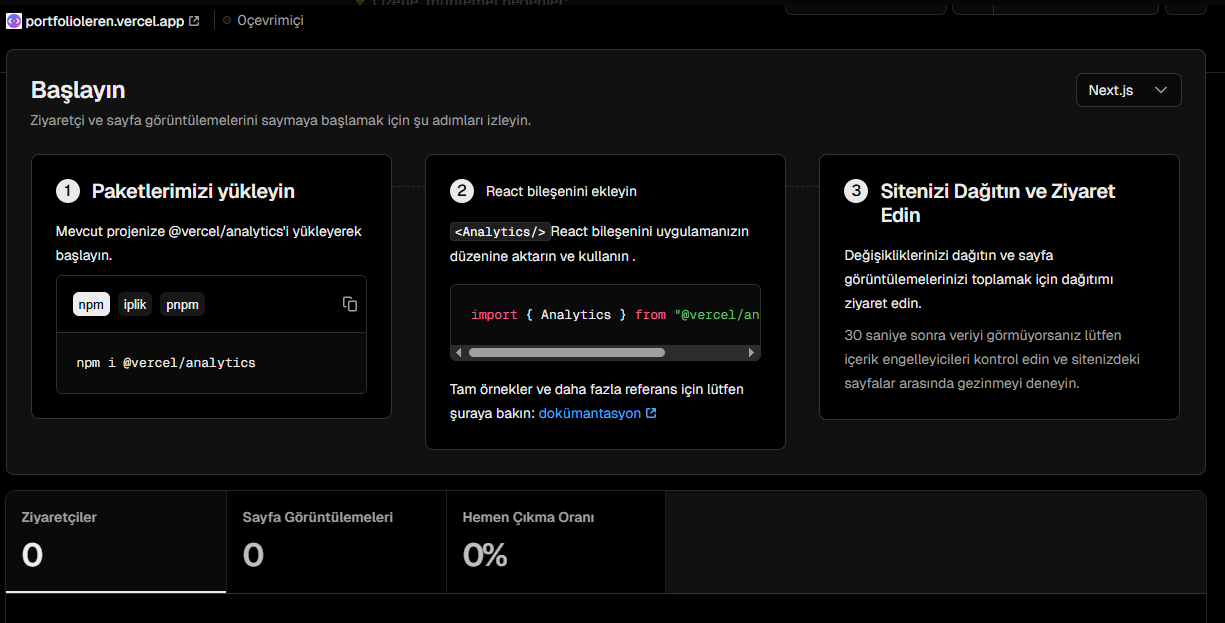 portfolioleren.vercel.app
0çevrimiçi
Başlayın
Next.js
Ziyaretçi ve sayfa görüntülemelerini saymaya başlamak için şu adımları izleyin.
1 Paketlerimizi yükleyin
Mevcut projenize @vercel/analytics'i yükleyerek
başlayın.
npm iplik pnpm
npm i @vercel/analytics
2 React bileşenini ekleyin
<Analytics/> React bileşenini uygulamanızın
düzenine aktarın ve kullanın .
import { Analytics } from "@vercel/an
Tam örnekler ve daha fazla referans için lütfen
şuraya bakın: dokümantasyon
3 Sitenizi Dağıtın ve Ziyaret
Edin
Değişikliklerinizi dağıtın ve sayfa
görüntülemelerinizi toplamak için dağıtımı
ziyaret edin.
30 saniye sonra veriyi görmüyorsanız lütfen
içerik engelleyicileri kontrol edin ve sitenizdeki
sayfalar arasında gezinmeyi deneyin.
Ziyaretçiler
0
Sayfa Görüntülemeleri
0
Hemen Çıkma Oranı
0%